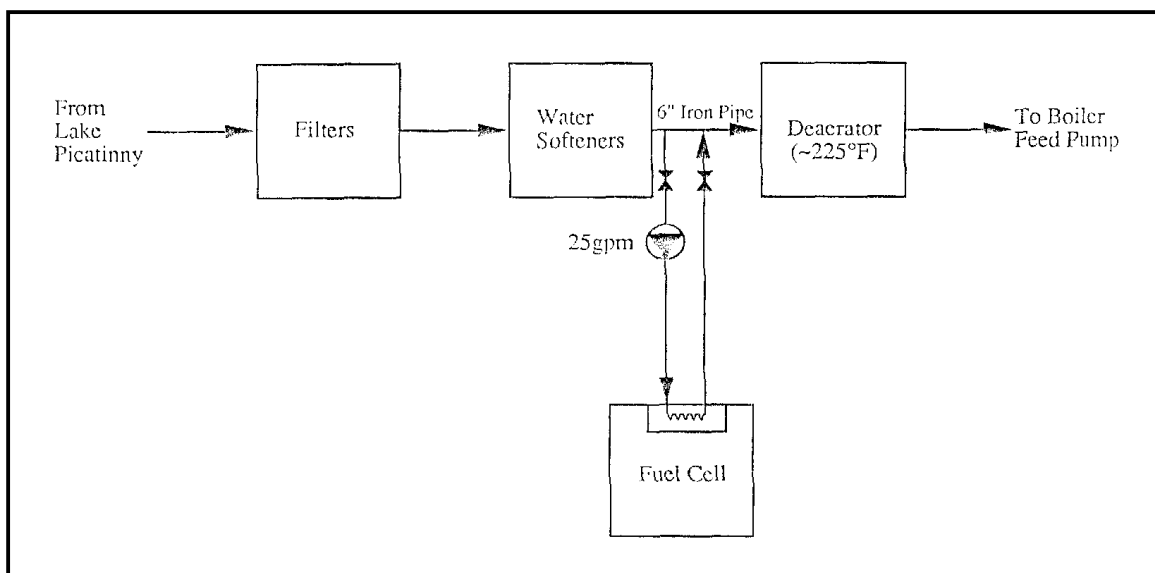 From
Lake
Picatinny
Filters
Water
Softeners
6" Iron Pipe
Deaerator
(~225°F)
To Boiler
Feed Pump
25gpm
Fuel Cell